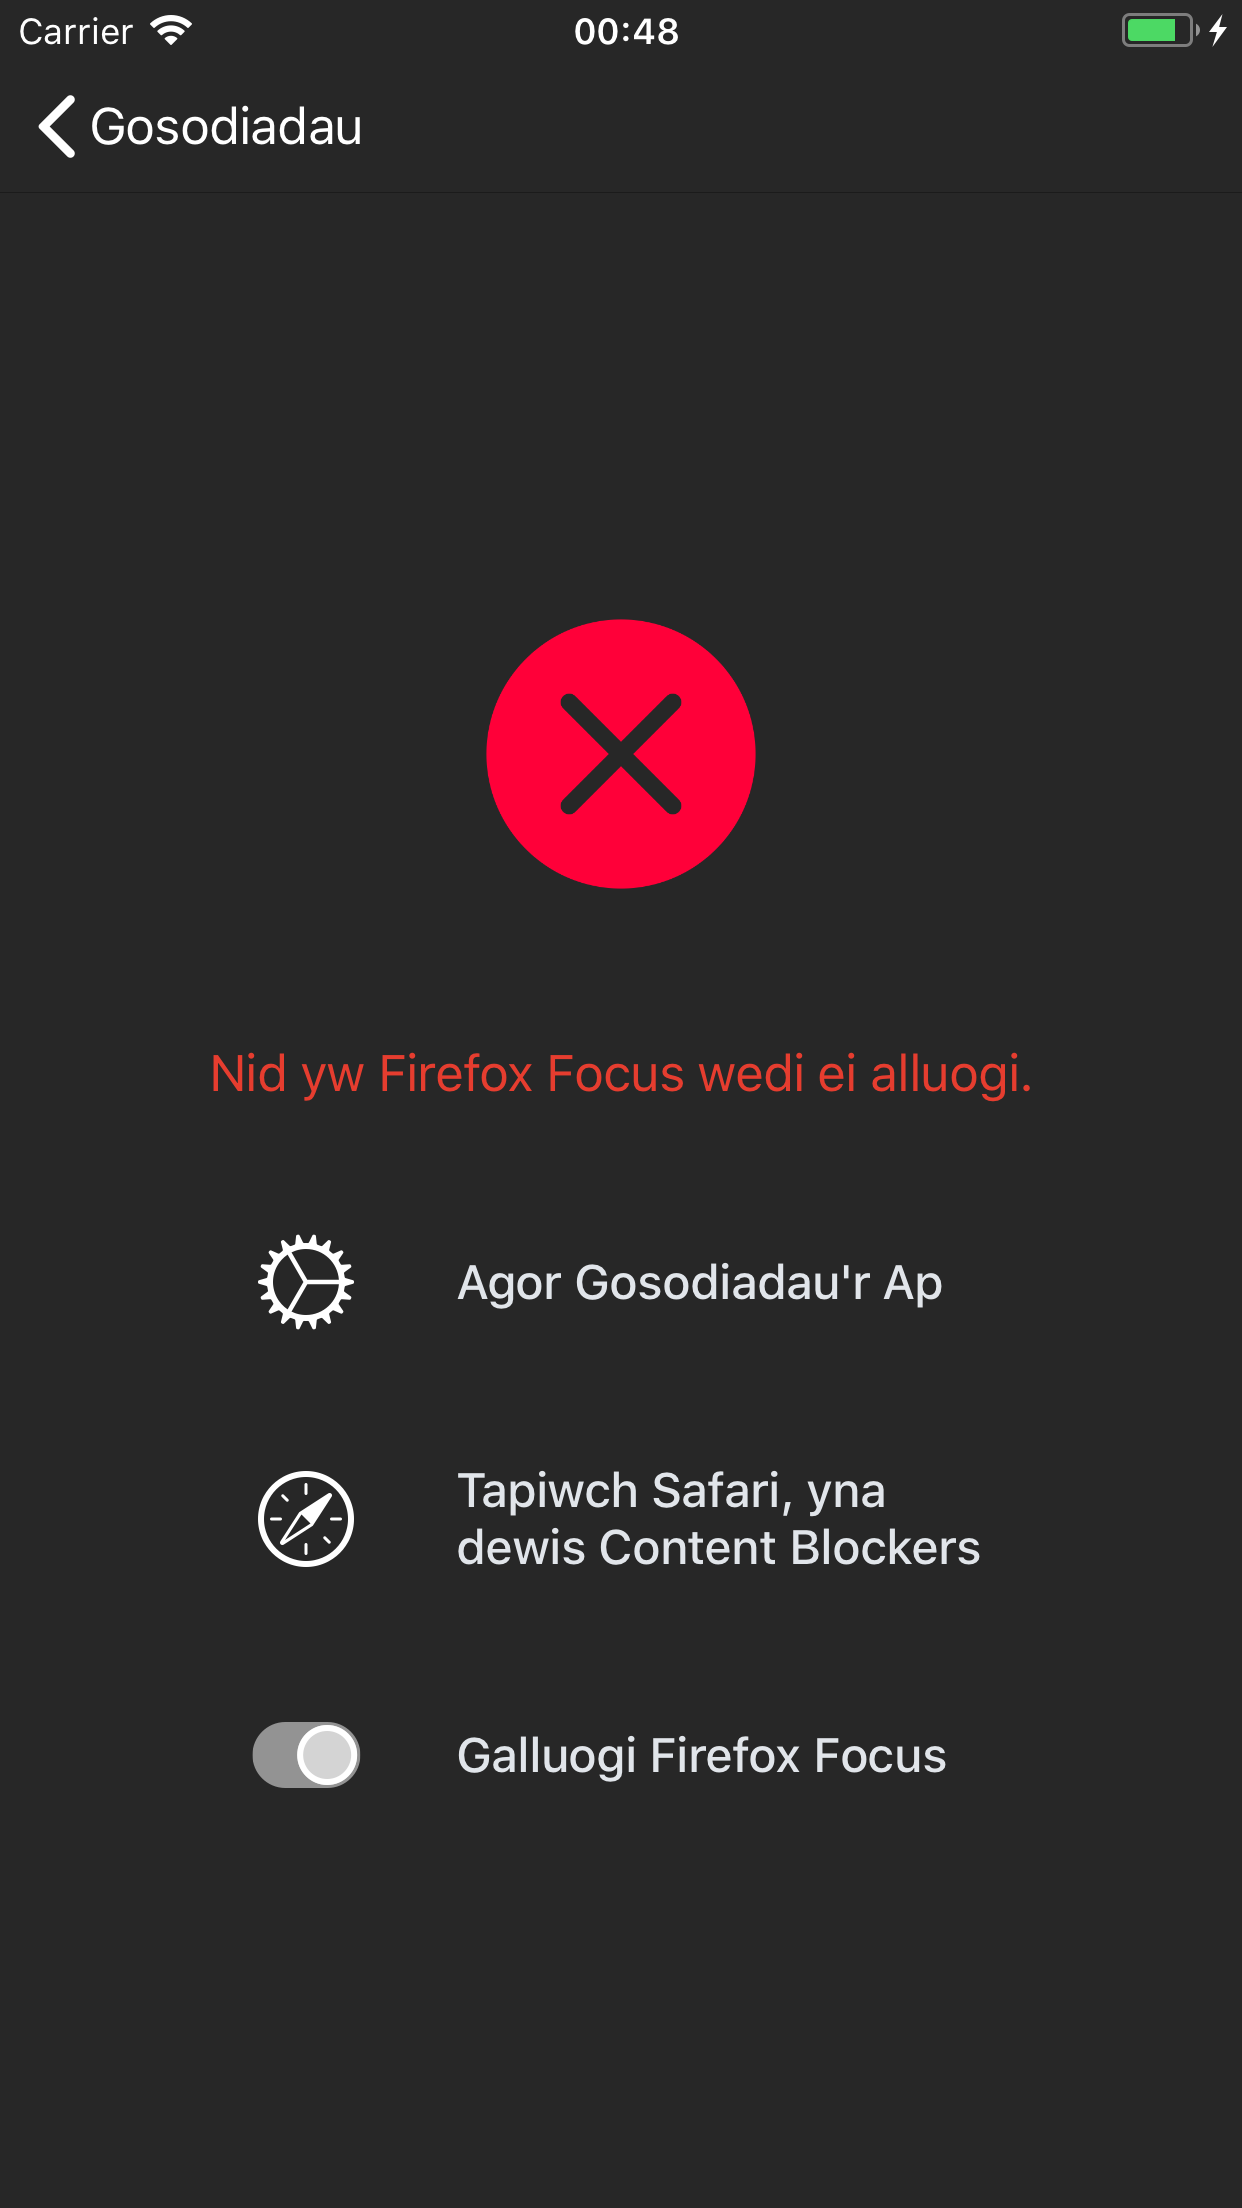 Carrier
00:48
Gosodiadau
Nid yw Firefox Focus wedi ei alluogi.
Agor Gosodiadau'r Ap
Tapiwch Safari, yna
dewis Content Blockers
Galluogi Firefox Focus